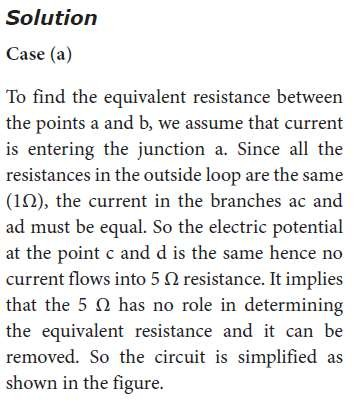 Solution
Case (a)
To find the equivalent resistance between
the points a and b, we assume that current
is entering the junction a. Since all the
resistances in the outside loop are the same
(1Ω), the current in the branches ac and
ad must be equal. So the electric potential
at the point c and d is the same hence no
current flows into 5 Ω resistance. It implies
that the 5 Ω has no role in determining
the equivalent resistance and it can be
removed. So the circuit is simplified as
shown in the figure.